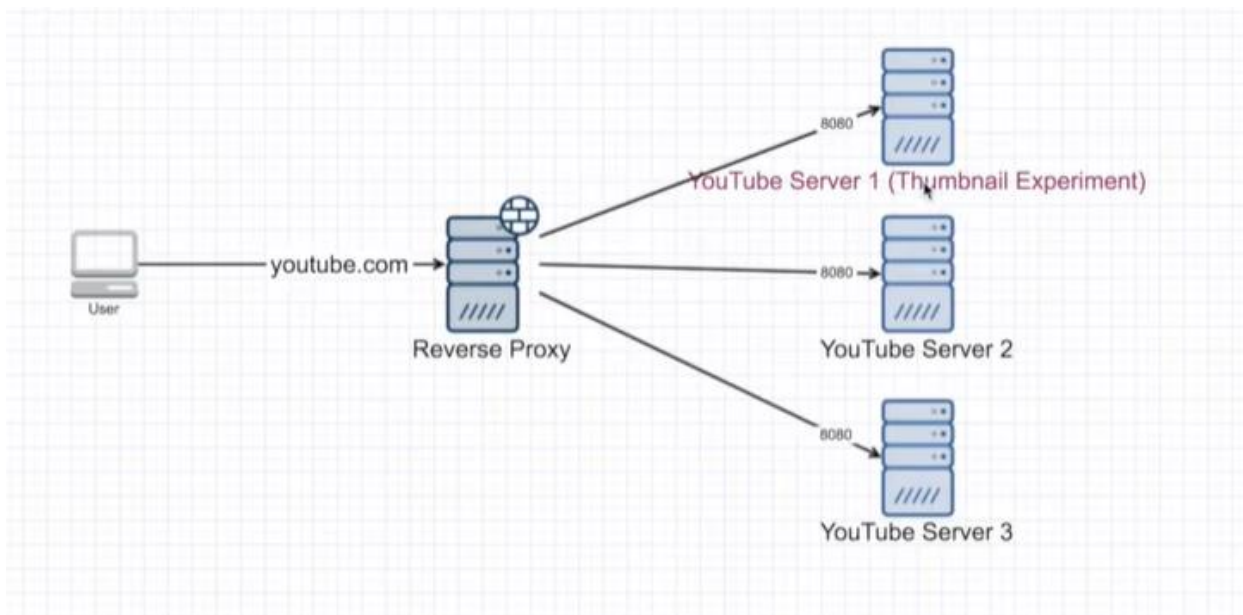 8080
YouTube Server 1 (Thumbnail Experiment)
youtube.com
User
Reverse Proxy
8080
YouTube Server 2
8080
YouTube Server 3